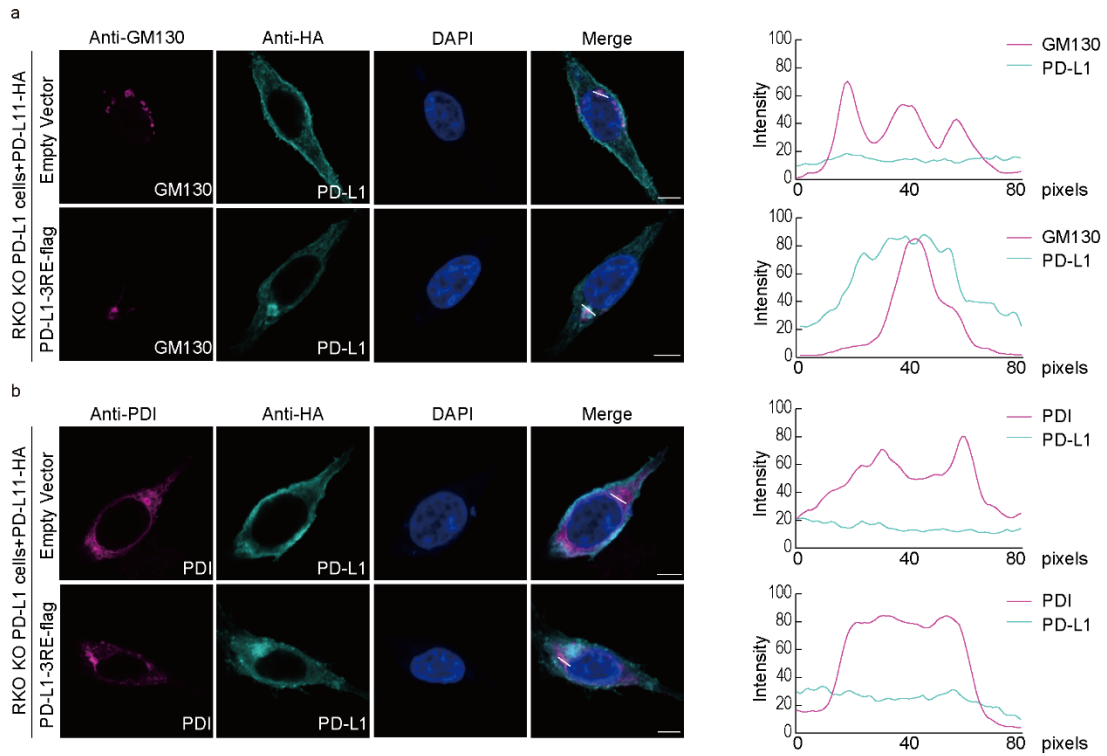 a
Anti-GM130 Anti-HA DAPI Merge
RKO KO PD-L1 cells+PD-L11-HA
Empty Vector
PD-L1-3RE-flag
GM130 PD-L1
GM130 PD-L1
100
80
60
40
20
0
Intensity
0 40 80 pixels
GM130
PD-L1
100
80
60
40
20
0
Intensity
0 40 80 pixels
GM130
PD-L1
b
Anti-PDI Anti-HA DAPI Merge
RKO KO PD-L1 cells+PD-L11-HA
Empty Vector
PD-L1-3RE-flag
PDI PD-L1
PDI PD-L1
100
80
60
40
20
0
Intensity
0 40 80 pixels
PDI
PD-L1
100
80
60
40
20
0
Intensity
0 40 80 pixels
PDI
PD-L1